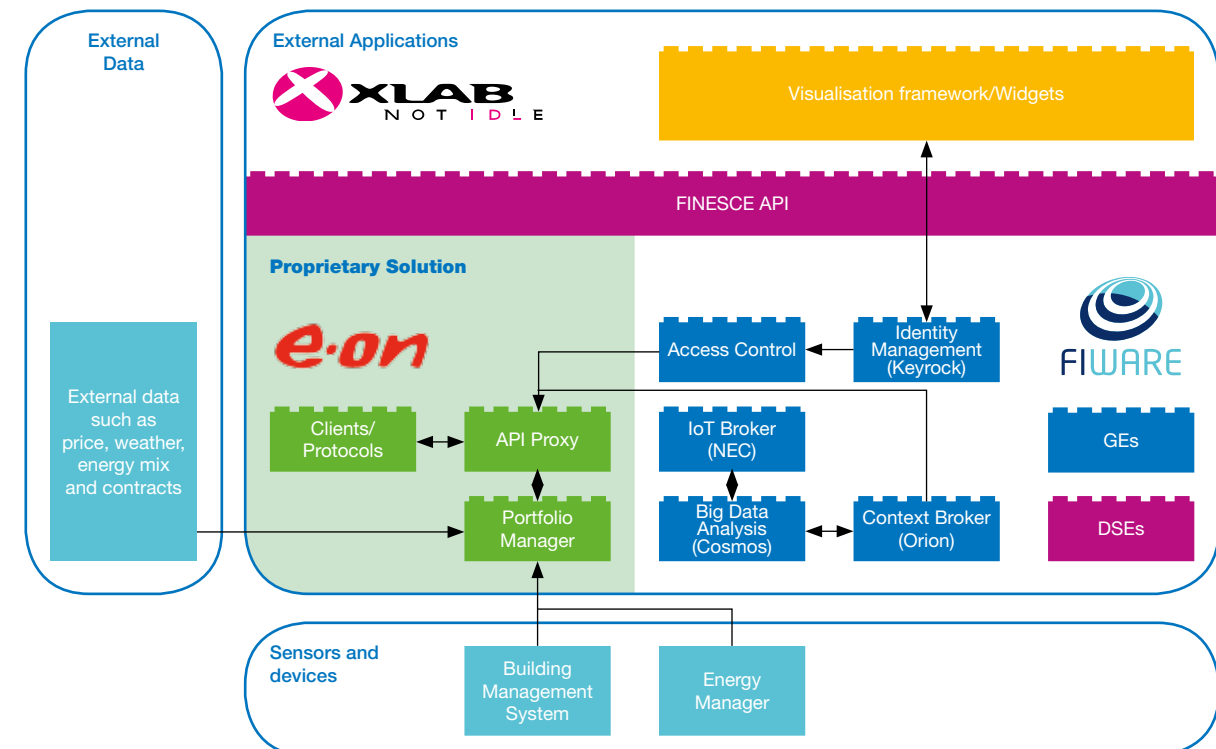 External
Data
External Applications
XLAB
NOT IDLE
Visualisation framework/Widgets
FINESCE API
Proprietary Solution
e·on
Access Control
Identity
Management
(Keyrock)
FIWARE
External data
such as
price, weather,
energy mix
and contracts
Clients/
Protocols
API Proxy
IoT Broker
(NEC)
GEs
Portfolio
Manager
Big Data
Analysis
(Cosmos)
Context Broker
(Orion)
DSEs
Sensors and
devices
Building
Management
System
Energy
Manager